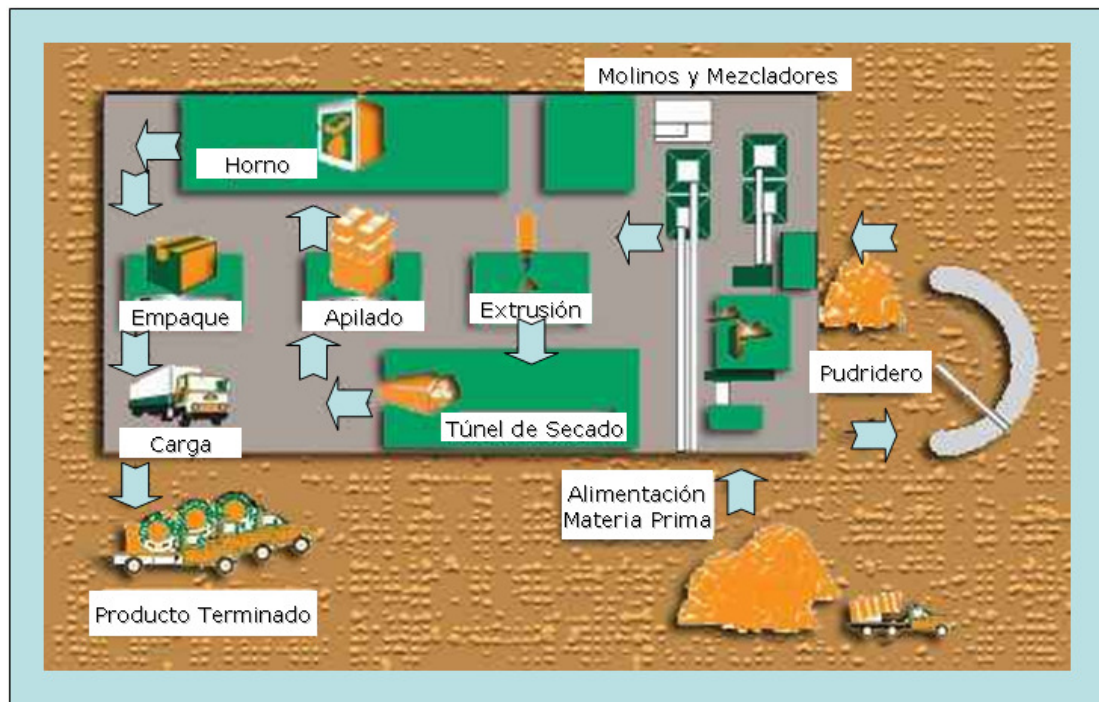 Molinos y Mezcladores
Horno
Empaque
Apilado
Extrusión
Pudridero
Túnel de Secado
Carga
Alimentación
Materia Prima
Producto Terminado